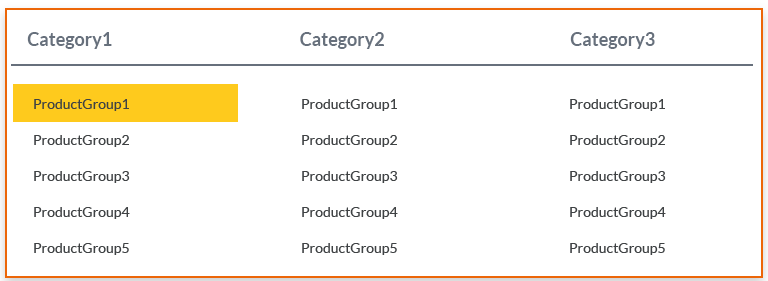 Category1 Category2 Category3
ProductGroup1 ProductGroup1 ProductGroup1
ProductGroup2 ProductGroup2 ProductGroup2
ProductGroup3 ProductGroup3 ProductGroup3
ProductGroup4 ProductGroup4 ProductGroup4
ProductGroup5 ProductGroup5 ProductGroup5